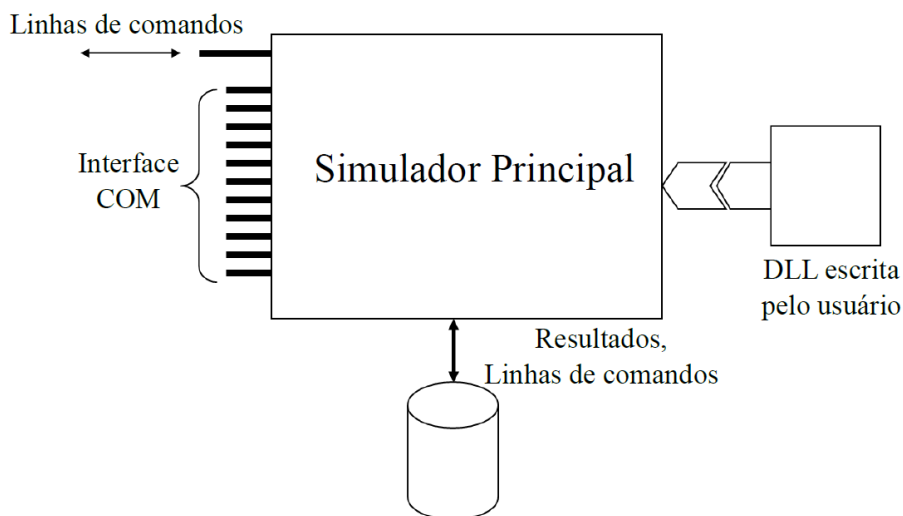 Linhas de comandos
Interface
COM
Simulador Principal
DLL escrita
pelo usuário
Resultados,
Linhas de comandos